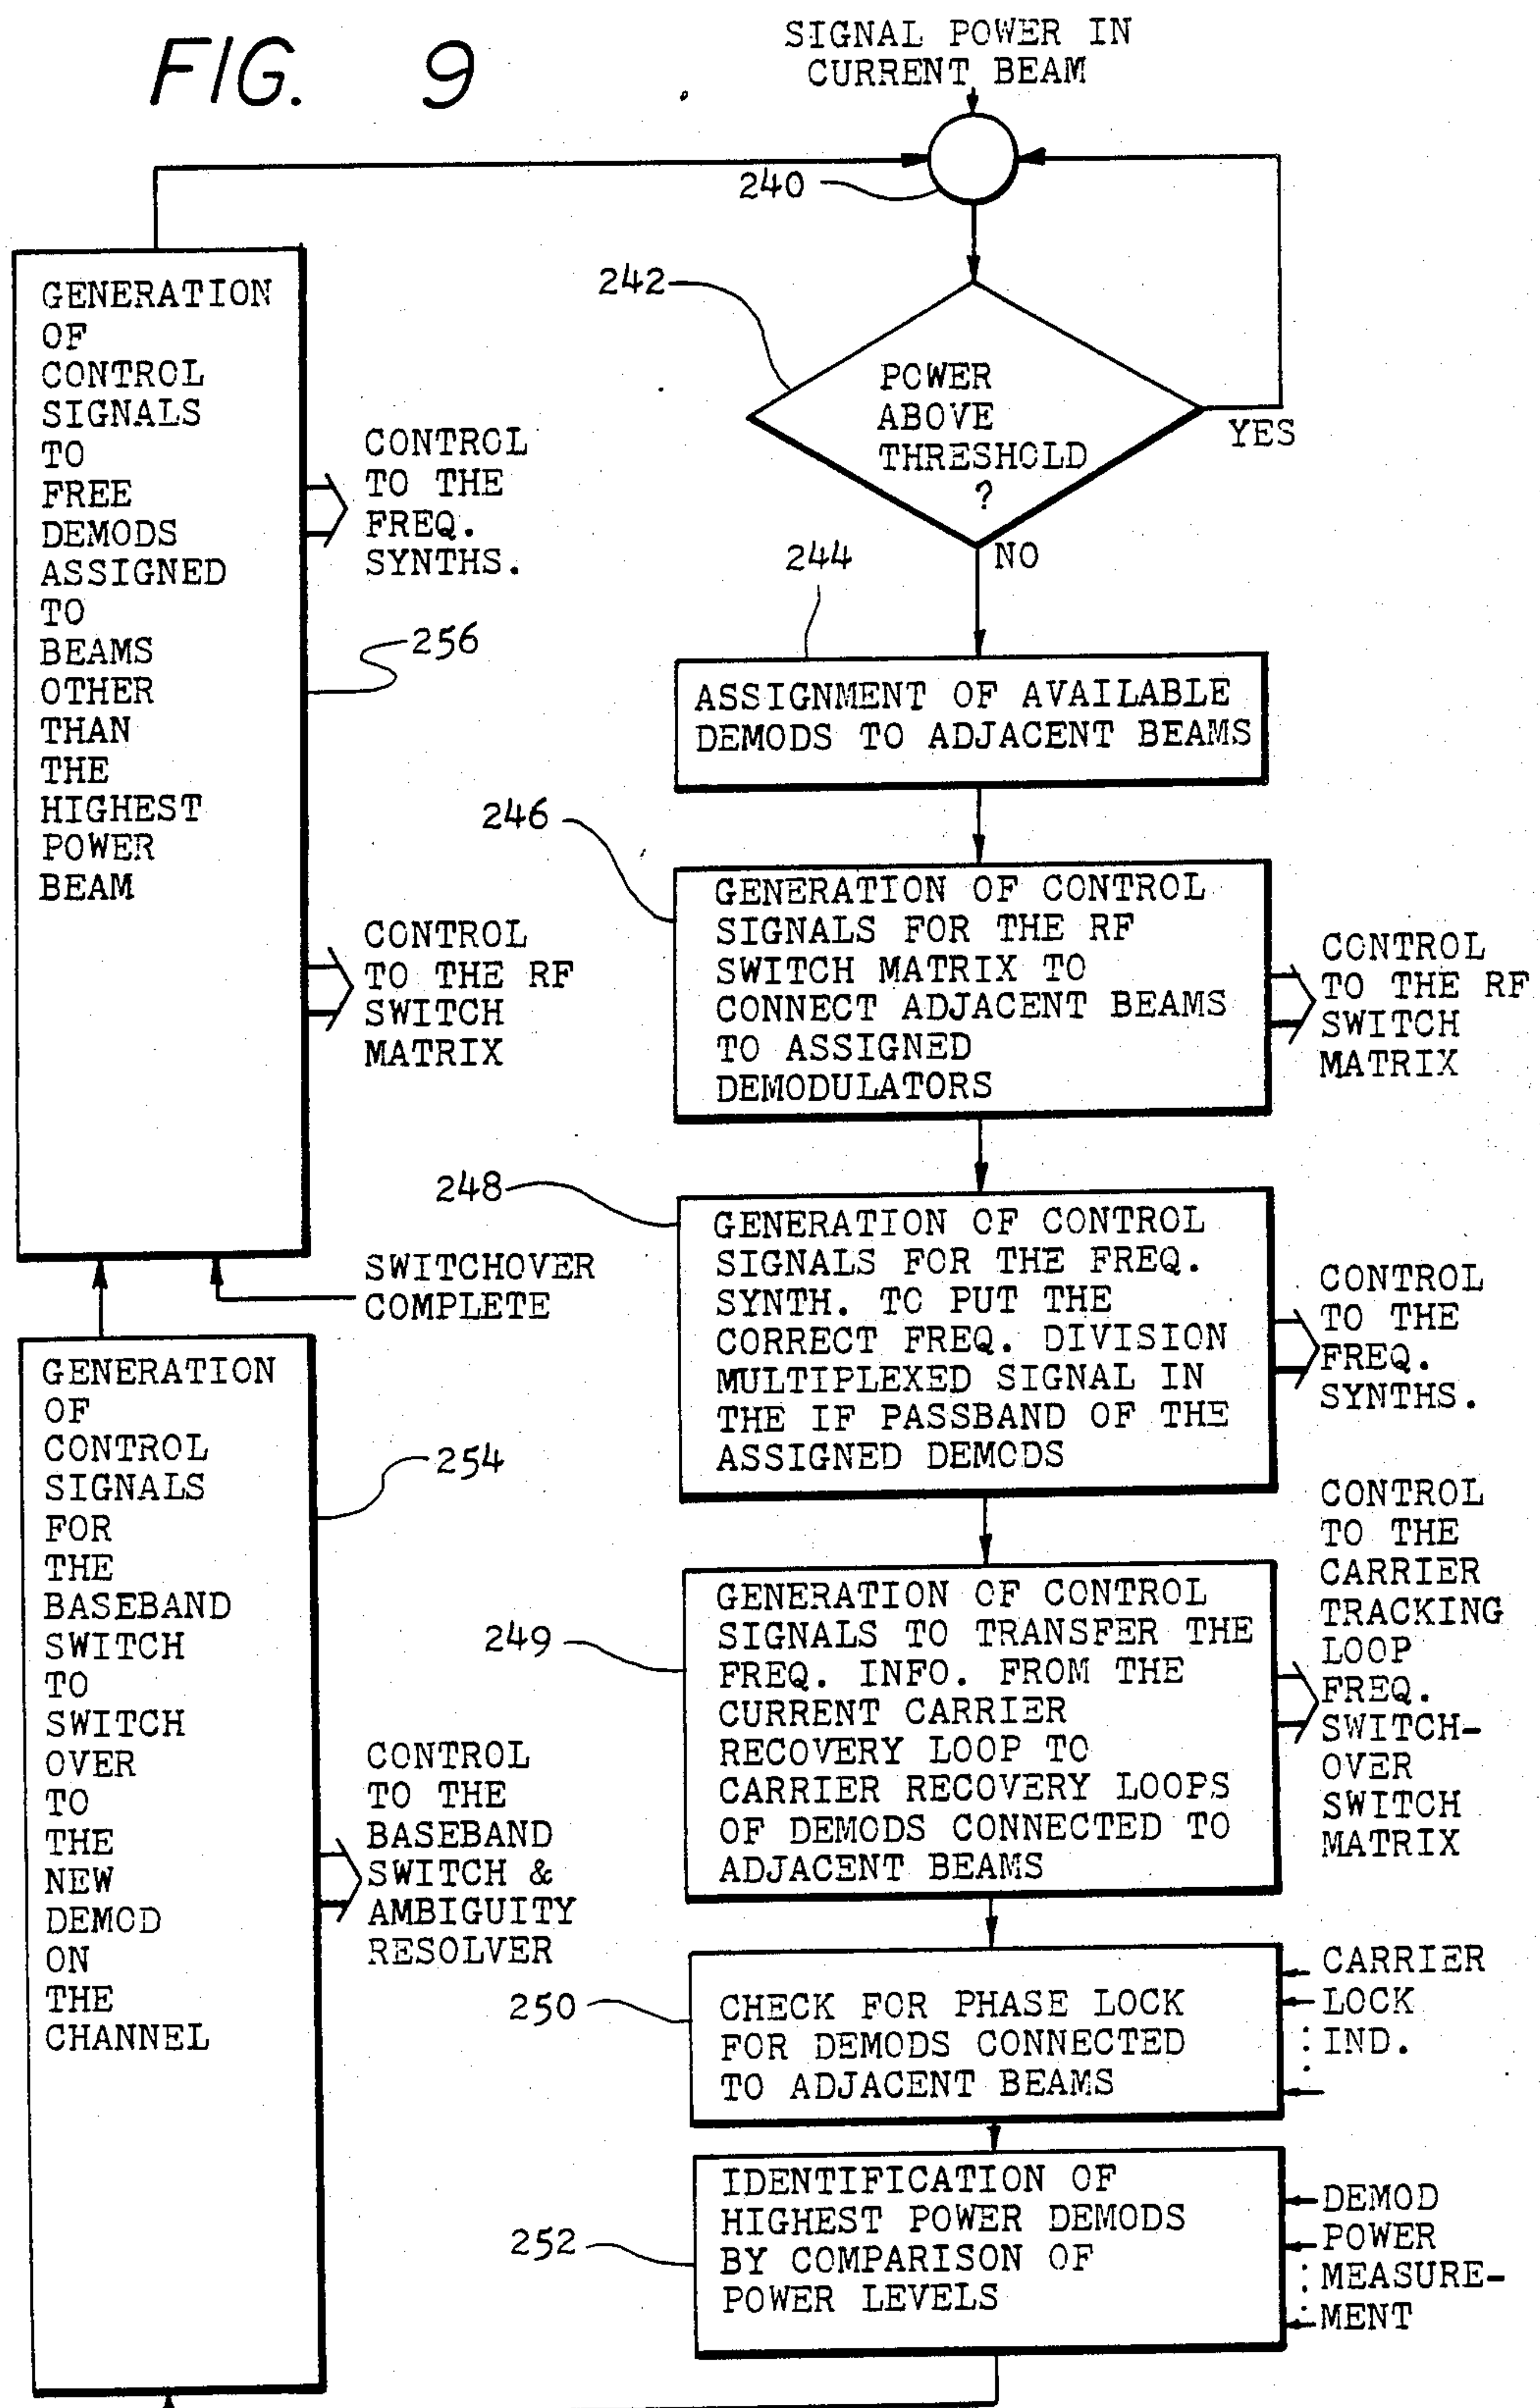 FIG. 9
SIGNAL POWER IN
CURRENT BEAM
240
242
POWER
ABOVE
THRESHOLD
?
YES
NO
244
ASSIGNMENT OF AVAILABLE
DEMODS TO ADJACENT BEAMS
246
GENERATION OF CONTROL
SIGNALS FOR THE RF
SWITCH MATRIX TO
CONNECT ADJACENT BEAMS
TO ASSIGNED
DEMODULATORS
CONTROL
TO THE RF
SWITCH
MATRIX
248
GENERATION OF CONTROL
SIGNALS FOR THE FREQ.
SYNTH. TO PUT THE
CORRECT FREQ. DIVISION
MULTIPLEXED SIGNAL IN
THE IF PASSBAND OF THE
ASSIGNED DEMODS
CONTROL
TO THE
FREQ.
SYNTHS.
249
GENERATION OF CONTROL
SIGNALS TO TRANSFER THE
FREQ. INFO. FROM THE
CURRENT CARRIER
RECOVERY LOOP TO
CARRIER RECOVERY LOOPS
OF DEMODS CONNECTED TO
ADJACENT BEAMS
CONTROL
TO THE
CARRIER
TRACKING
LOOP
FREQ.
SWITCH-
OVER
SWITCH
MATRIX
250
CHECK FOR PHASE LOCK
FOR DEMODS CONNECTED
TO ADJACENT BEAMS
CARRIER
LOCK
IND.
252
IDENTIFICATION OF
HIGHEST POWER DEMODS
BY COMPARISON OF
POWER LEVELS
DEMOD
POWER
MEASURE-
MENT
GENERATION
OF
CONTROL
SIGNALS
FOR
THE
BASEBAND
SWITCH
TO
SWITCH
OVER
TO
THE
NEW
DEMOD
ON
THE
CHANNEL
254
CONTROL
TO THE
BASEBAND
SWITCH &
AMBIGUITY
RESOLVER
SWITCHOVER
COMPLETE
GENERATION
OF
CONTROL
SIGNALS
TO
FREE
DEMODS
ASSIGNED
TO
BEAMS
OTHER
THAN
THE
HIGHEST
POWER
BEAM
256
CONTROL
TO THE
FREQ.
SYNTHS.
CONTROL
TO THE RF
SWITCH
MATRIX